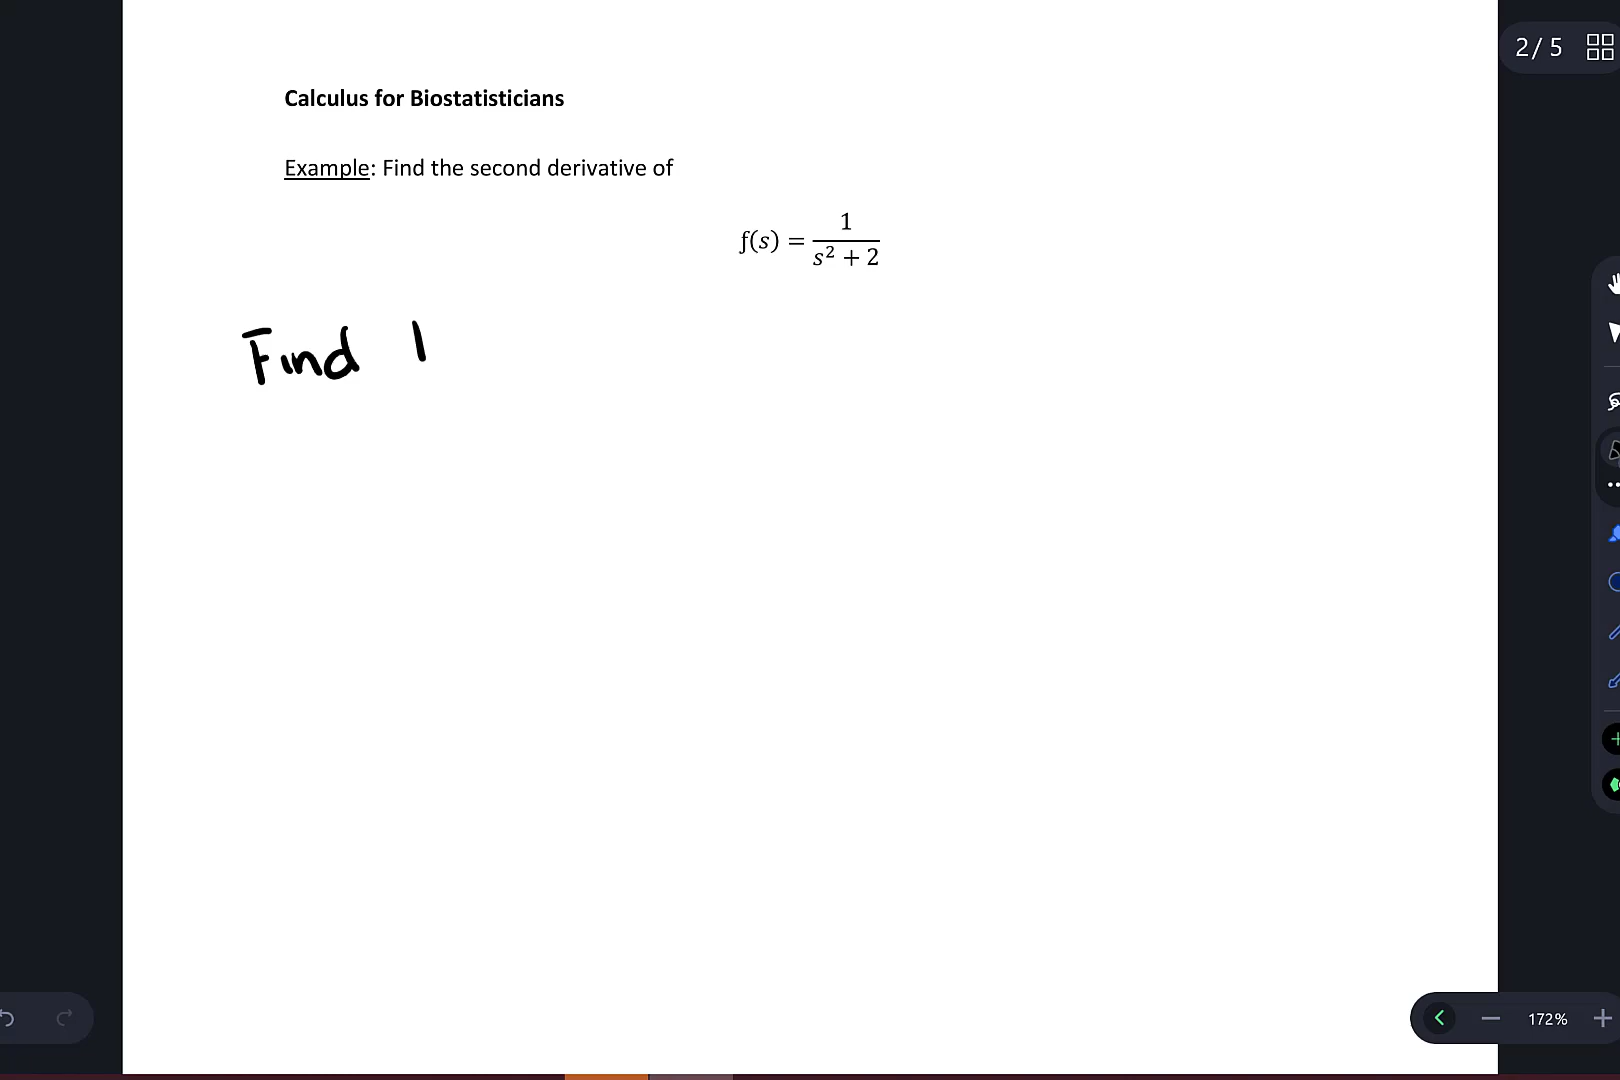 2/ 5
Calculus for Biostatisticians
Example: Find the second derivative of
f(s) = 1 / (s² + 2)
Find 1
172%